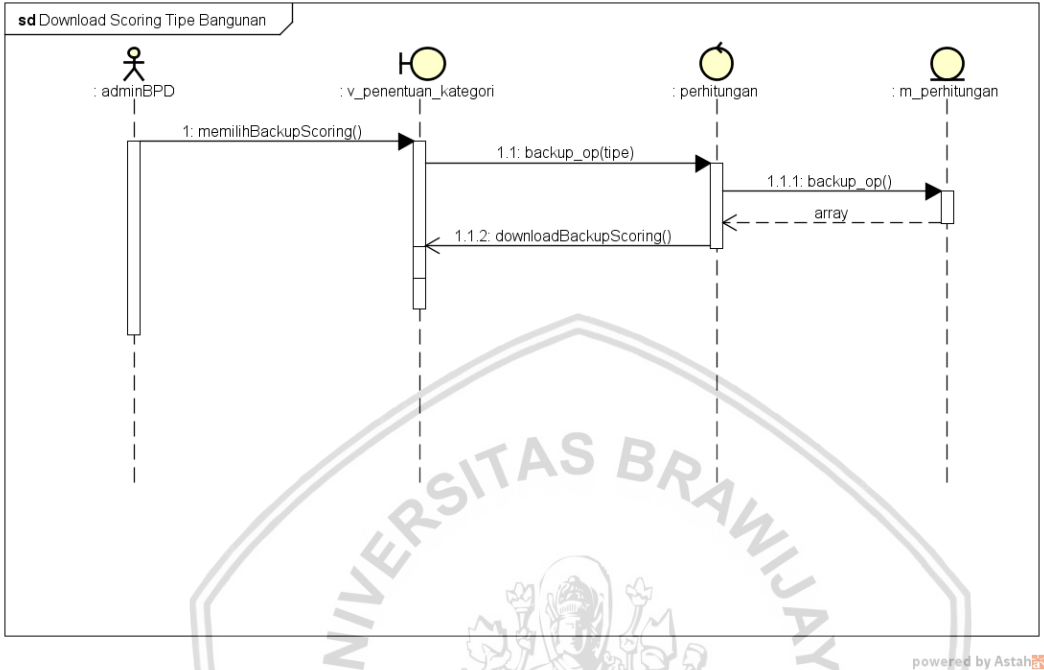 sd Download Scoring Tipe Bangunan
: adminBPD
: v_penentuan_kategori
: perhitungan
: m_perhitungan
1: memilihBackupScoring()
1.1: backup_op(tipe)
1.1.1: backup_op()
array
1.1.2: downloadBackupScoring()
UNIVERSITAS BRAWIJAYA
powered by Astah